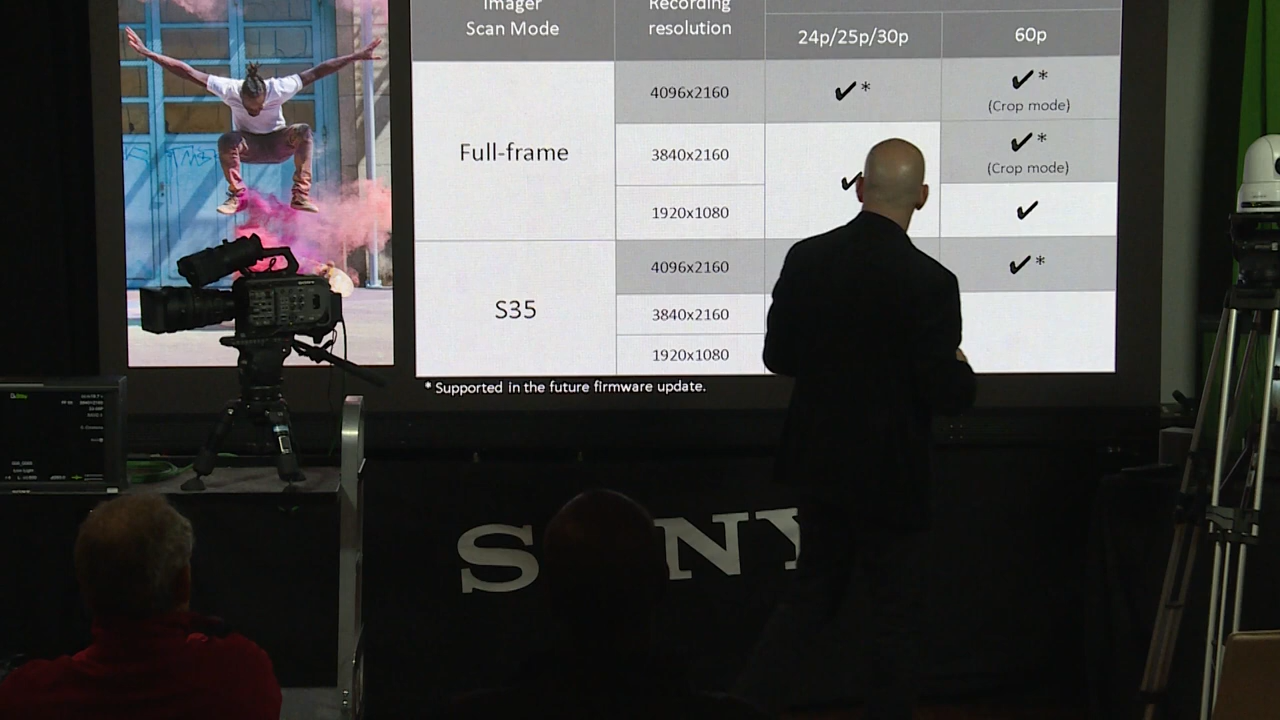 Imager
Scan Mode
Recording
resolution
24p/25p/30p
60p
Full-frame
4096x2160
✔*
✔*
(Crop mode)
3840x2160
✔
✔*
(Crop mode)
1920x1080
✔
S35
4096x2160
✔*
3840x2160
1920x1080
* Supported in the future firmware update.
SONY